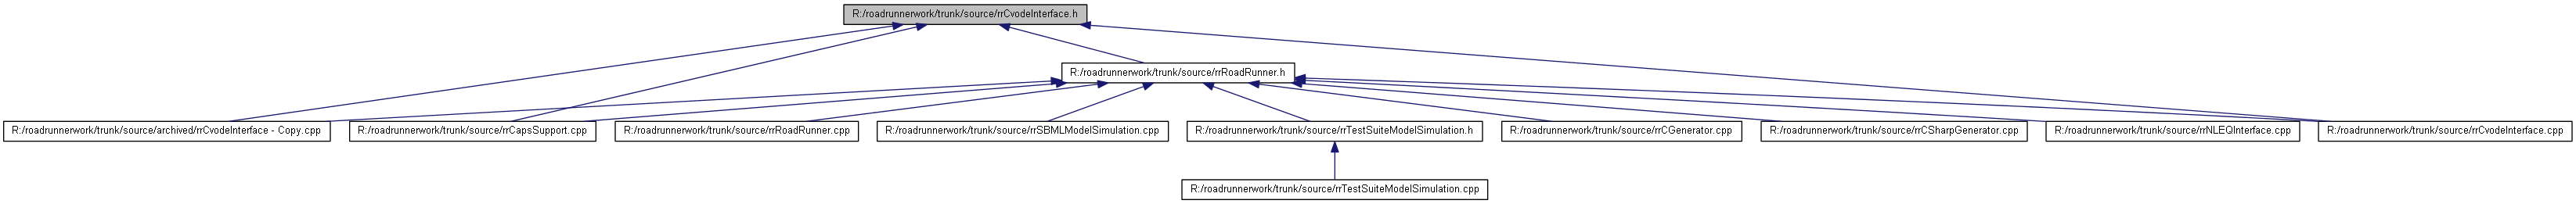 R:/roadrunnerwork/trunk/source/rrCvodeInterface.h
R:/roadrunnerwork/trunk/source/rrRoadRunner.h
R:/roadrunnerwork/trunk/source/archived/rrCvodeInterface - Copy.cpp
R:/roadrunnerwork/trunk/source/rrCapsSupport.cpp
R:/roadrunnerwork/trunk/source/rrRoadRunner.cpp
R:/roadrunnerwork/trunk/source/rrSBMLModelSimulation.cpp
R:/roadrunnerwork/trunk/source/rrTestSuiteModelSimulation.h
R:/roadrunnerwork/trunk/source/rrCGenerator.cpp
R:/roadrunnerwork/trunk/source/rrCSharpGenerator.cpp
R:/roadrunnerwork/trunk/source/rrNLEQInterface.cpp
R:/roadrunnerwork/trunk/source/rrCvodeInterface.cpp
R:/roadrunnerwork/trunk/source/rrTestSuiteModelSimulation.cpp